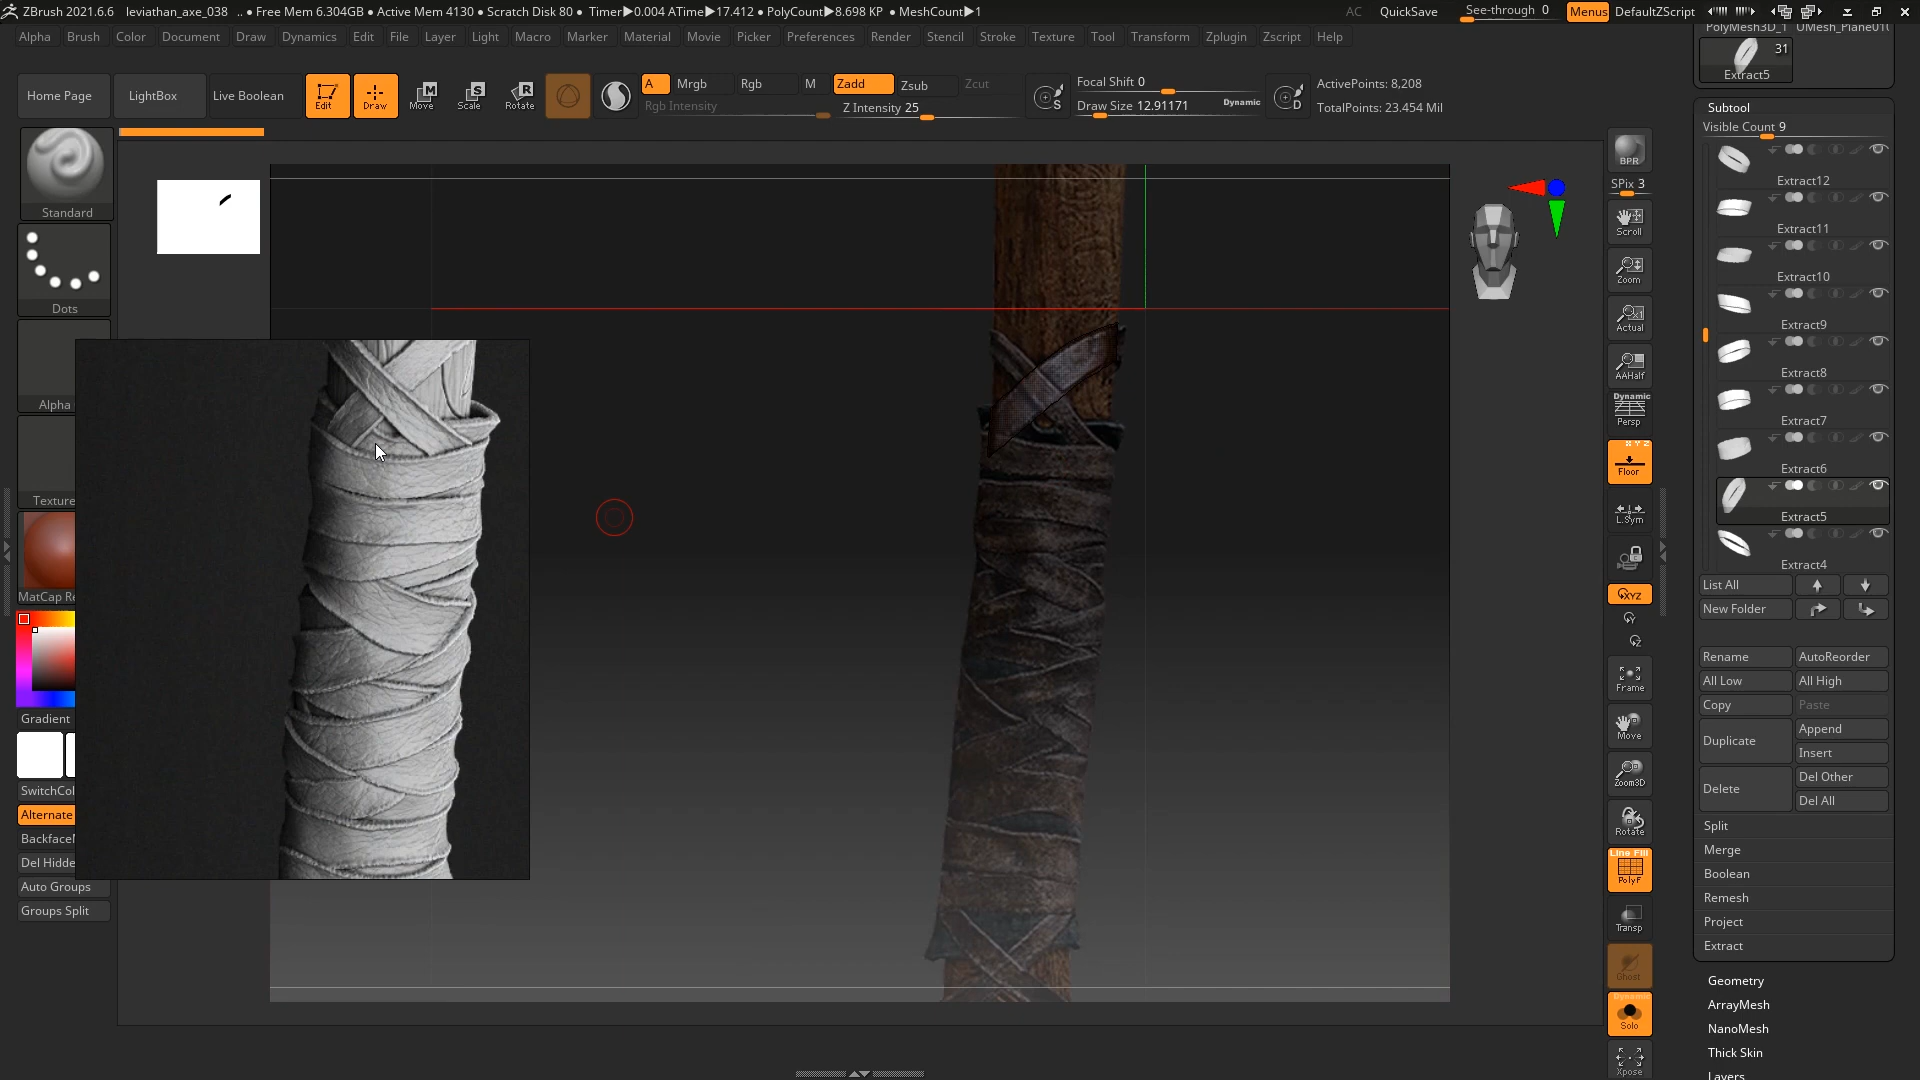 ZBrush 2021.6.6 leviathan_axe_038 .. • Free Mem 6.304GB • Active Mem 4130 • Scratch Disk 80 • Timer▶0.004 ATime▶17.412 • PolyCount▶8.698 KP • MeshCount▶1 AC QuickSave See-through 0 Menus DefaultZScript
Alpha Brush Color Document Draw Dynamics Edit File Layer Light Macro Marker Material Movie Picker Preferences Render Stencil Stroke Texture Tool Transform Zplugin Zscript Help
Home Page LightBox Live Boolean Edit Draw Move Scale Rotate
A Mrgb Rgb M Zadd Zsub Zcut
Rgb Intensity Z Intensity 25
Focal Shift 0
Draw Size 12.91171 Dynamic
ActivePoints: 8,208
TotalPoints: 23.454 Mil
Standard
Dots
Alpha
Texture
MatCap Re
Gradient
SwitchCol
Alternate
Backface
Del Hidde
Auto Groups
Groups Split
BPR
SPix 3
Scroll
Zoom
Actual
AAHalf
Dynamic
Persp
X Y Z
Floor
L.Sym
XYZ
Y
Z
Frame
Move
Zoom3D
Rotate
Line Fill
PolyF
Transp
Ghost
Dynamic
Solo
Xpose
PolyMesh3D_1
31
Extract5
Subtool
Visible Count 9
Extract12
Extract11
Extract10
Extract9
Extract8
Extract7
Extract6
Extract5
Extract4
List All
New Folder
Rename AutoReorder
All Low All High
Copy Paste
Duplicate Append
Insert
Delete Del Other
Del All
Split
Merge
Boolean
Remesh
Project
Extract
Geometry
ArrayMesh
NanoMesh
Thick Skin
Layers